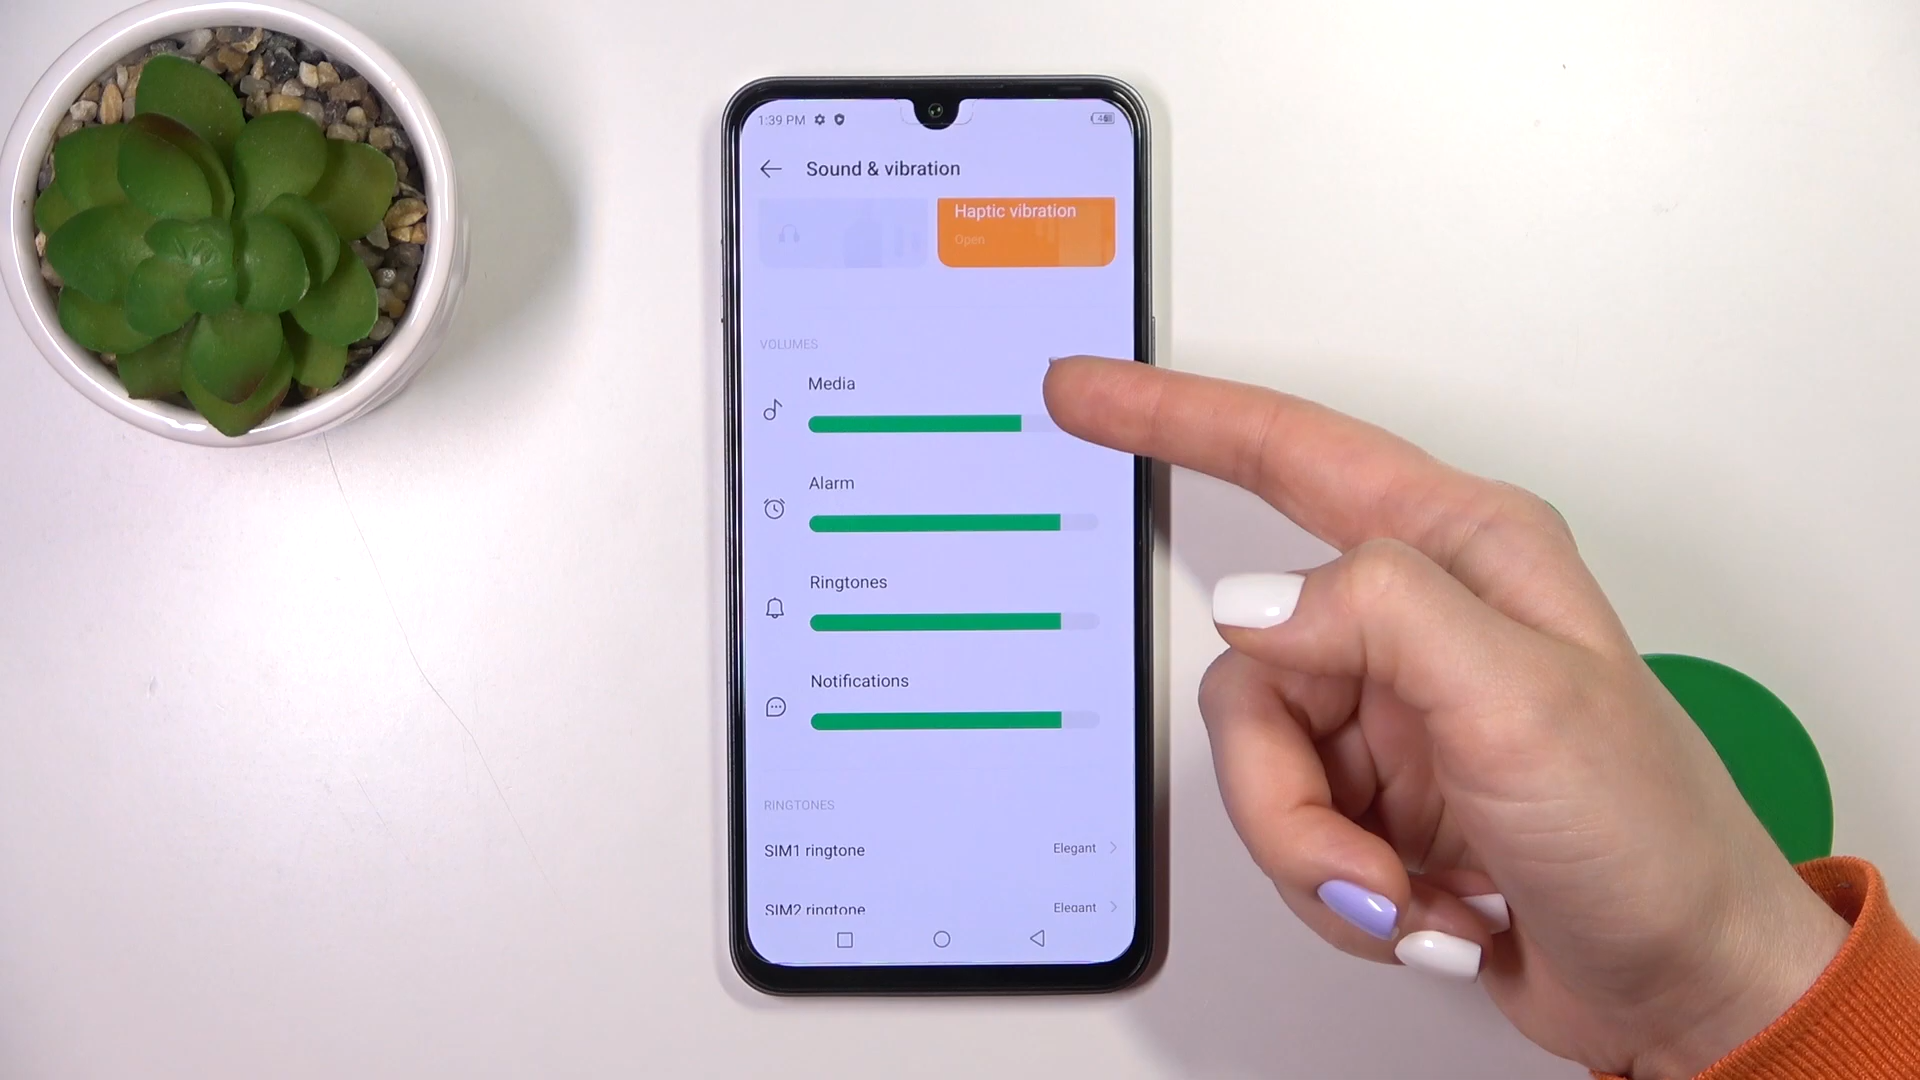 1:39 PM
Sound & vibration
Haptic vibration
Open
VOLUMES
Media
Alarm
Ringtones
Notifications
RINGTONES
SIM1 ringtone Elegant
SIM2 ringtone Elegant